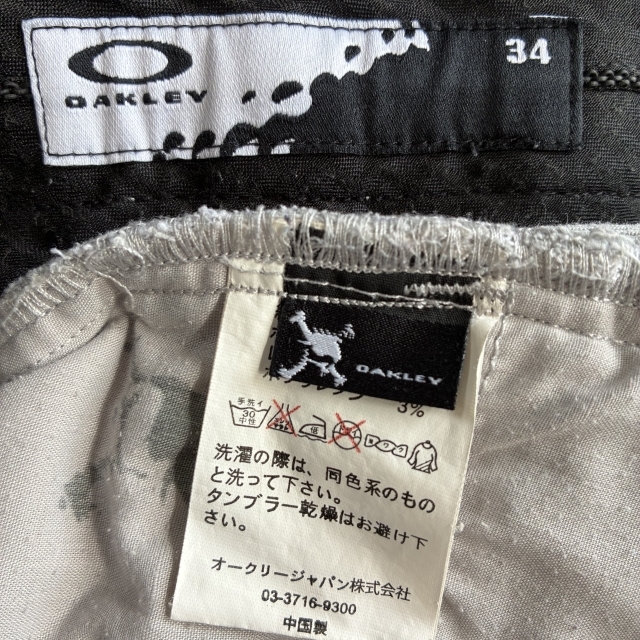 OAKLEY
34
OAKLEY
3%
手洗イ
30
中性
低
洗濯の際は、同色系のもの
と洗って下さい。
タンブラー乾燥はお避け下
さい。
オークリージャパン株式会社
03-3716-9300
中国製